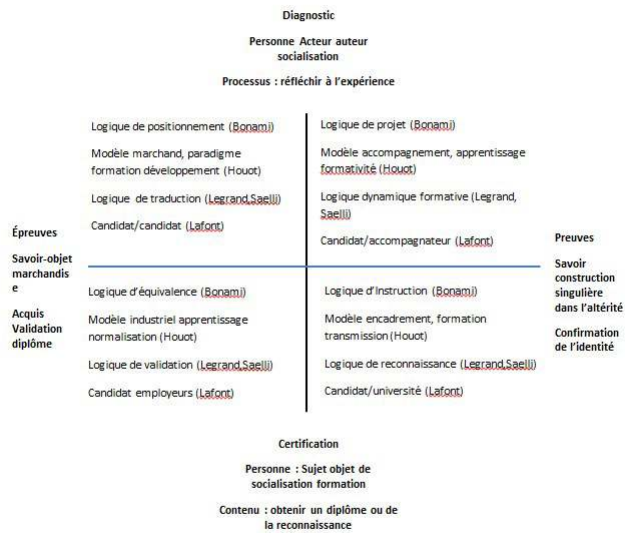 Diagnostic
Personne Acteur auteur
socialisation
Processus : réfléchir à l'expérience
Logique de positionnement (Bonami)
Modèle marchand, paradigme
formation développement (Houot)
Logique de traduction (Legrand,Saelli)
Candidat/candidat (Lafont)
Logique de projet (Bonami)
Modèle accompagnement, apprentissage
formativité (Houot)
Logique dynamique formative (Legrand,
Saelli)
Candidat/accompagnateur (Lafont)
Épreuves
Savoir-objet
marchandis
e
Acquis
Validation
diplôme
Preuves
Savoir
construction
singulière
dans l'altérité
Confirmation
de l'identité
Logique d'équivalence (Bonami)
Modèle industriel apprentissage
normalisation (Houot)
Logique de validation (Legrand,Saelli)
Candidat employeurs (Lafont)
Logique d'Instruction (Bonami)
Modèle encadrement, formation
transmission (Houot)
Logique de reconnaissance (Legrand,Saelli)
Candidat/université (Lafont)
Certification
Personne : Sujet objet de
socialisation formation
Contenu : obtenir un diplôme ou de
la reconnaissance